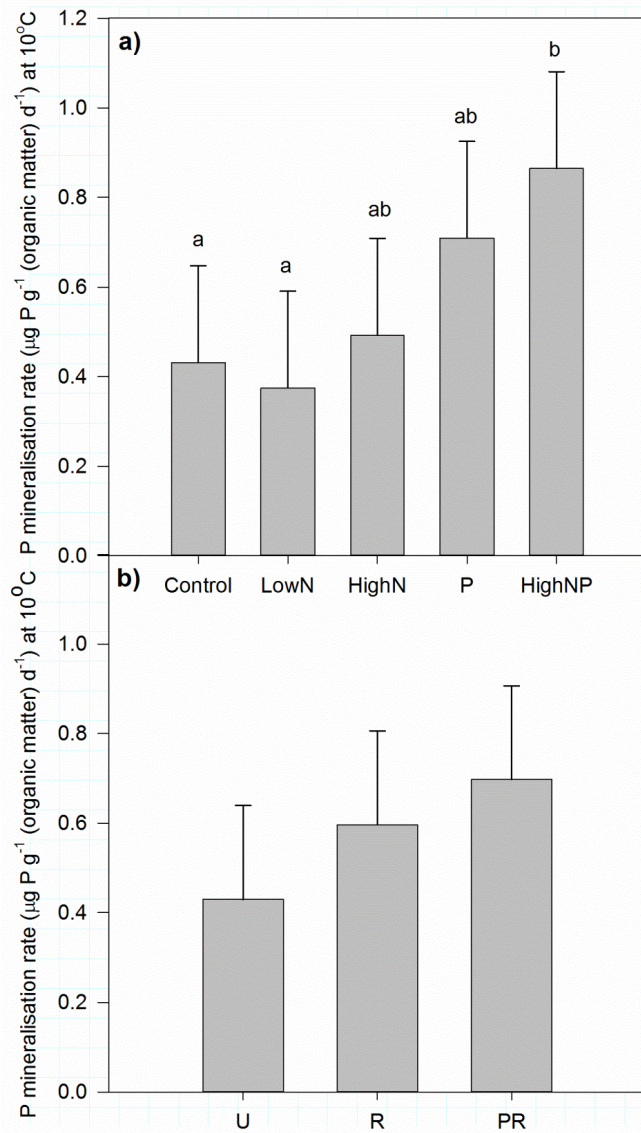 P mineralisation rate (μg P g⁻¹ (organic matter) d⁻¹) at 10°C
a)
1.2
1.0
0.8
0.6
0.4
0.2
0.0
a
a
ab
ab
b
Control LowN HighN P HighNP
P mineralisation rate (μg P g⁻¹ (organic matter) d⁻¹) at 10°C
b)
1.0
0.8
0.6
0.4
0.2
0.0
U R PR